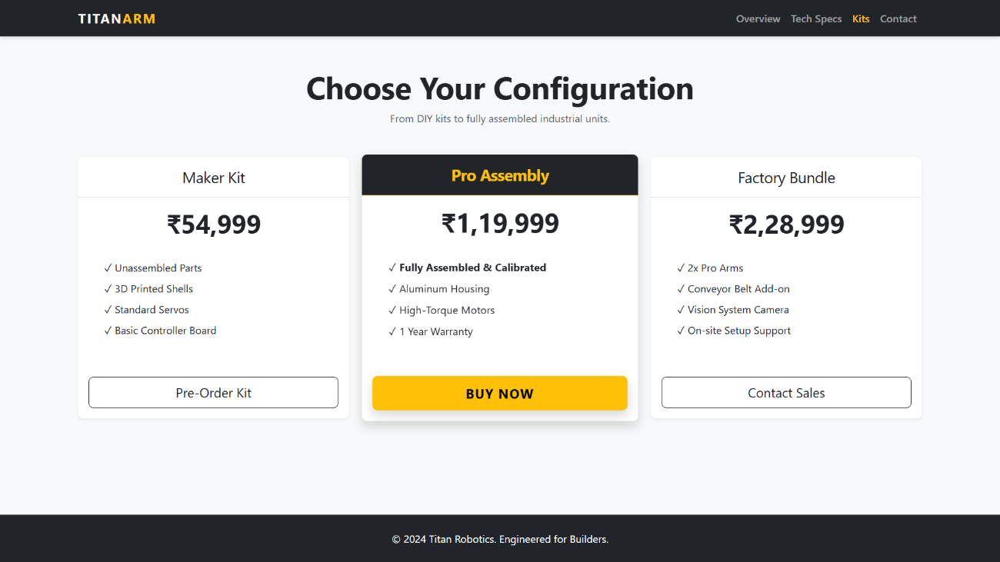 TITANARM
Overview Tech Specs Kits Contact
Choose Your Configuration
From DIY kits to fully assembled industrial units.
Maker Kit
₹54,999
✓ Unassembled Parts
✓ 3D Printed Shells
✓ Standard Servos
✓ Basic Controller Board
Pre-Order Kit
Pro Assembly
₹1,19,999
✓ Fully Assembled & Calibrated
✓ Aluminum Housing
✓ High-Torque Motors
✓ 1 Year Warranty
BUY NOW
Factory Bundle
₹2,28,999
✓ 2x Pro Arms
✓ Conveyor Belt Add-on
✓ Vision System Camera
✓ On-site Setup Support
Contact Sales
© 2024 Titan Robotics. Engineered for Builders.